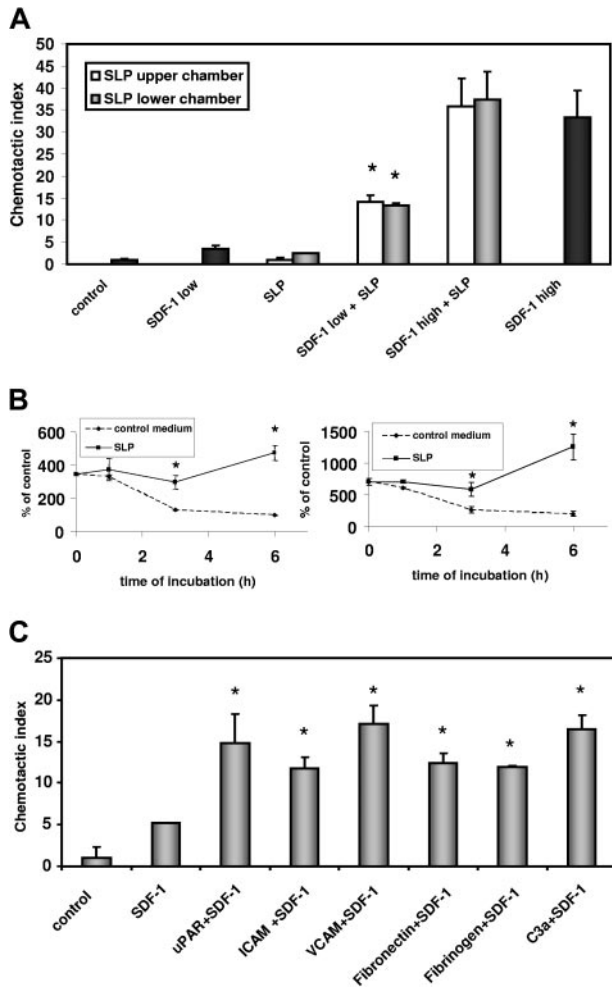 A
Chemotactic index
50
45
40
35
30
25
20
15
10
5
0
SLP upper chamber
SLP lower chamber
* *
control
SDF-1 low
SLP
SDF-1 low + SLP
SDF-1 high + SLP
SDF-1 high
B
% of control
600
400
200
0
control medium
SLP
* *
0 2 4 6
time of incubation (h)
% of control
1500
1000
500
0
control medium
SLP
* *
0 2 4 6
time of incubation (h)
C
Chemotactic index
25
20
15
10
5
0
* * * * * *
control
SDF-1
uPAR+SDF-1
ICAM +SDF-1
VCAM+SDF-1
Fibronectin+SDF-1
Fibrinogen+SDF-1
C3a+SDF-1